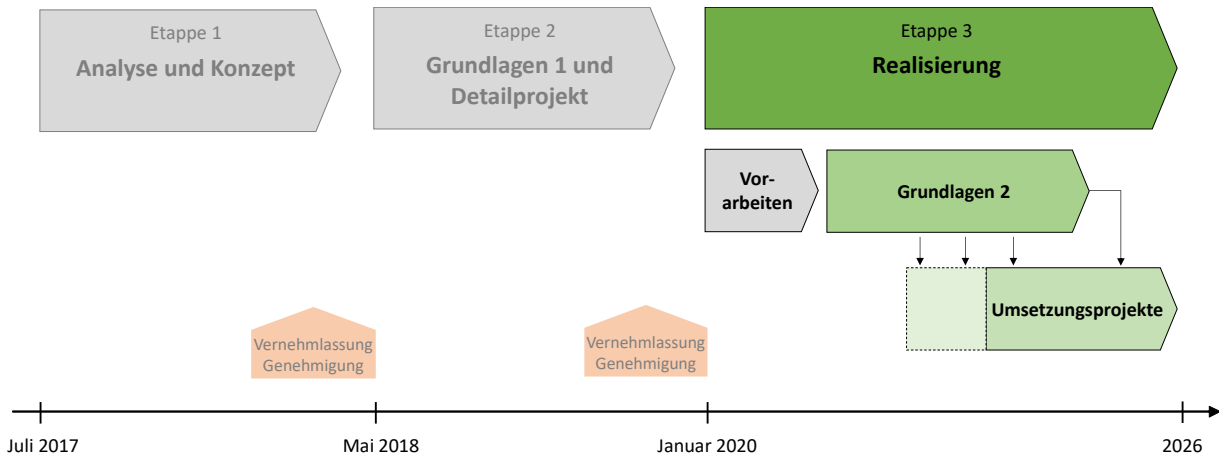 Etappe 1
Analyse und Konzept
Etappe 2
Grundlagen 1 und
Detailprojekt
Etappe 3
Realisierung
Vor-
arbeiten
Grundlagen 2
Umsetzungsprojekte
Vernehmlassung
Genehmigung
Vernehmlassung
Genehmigung
Juli 2017
Mai 2018
Januar 2020
2026